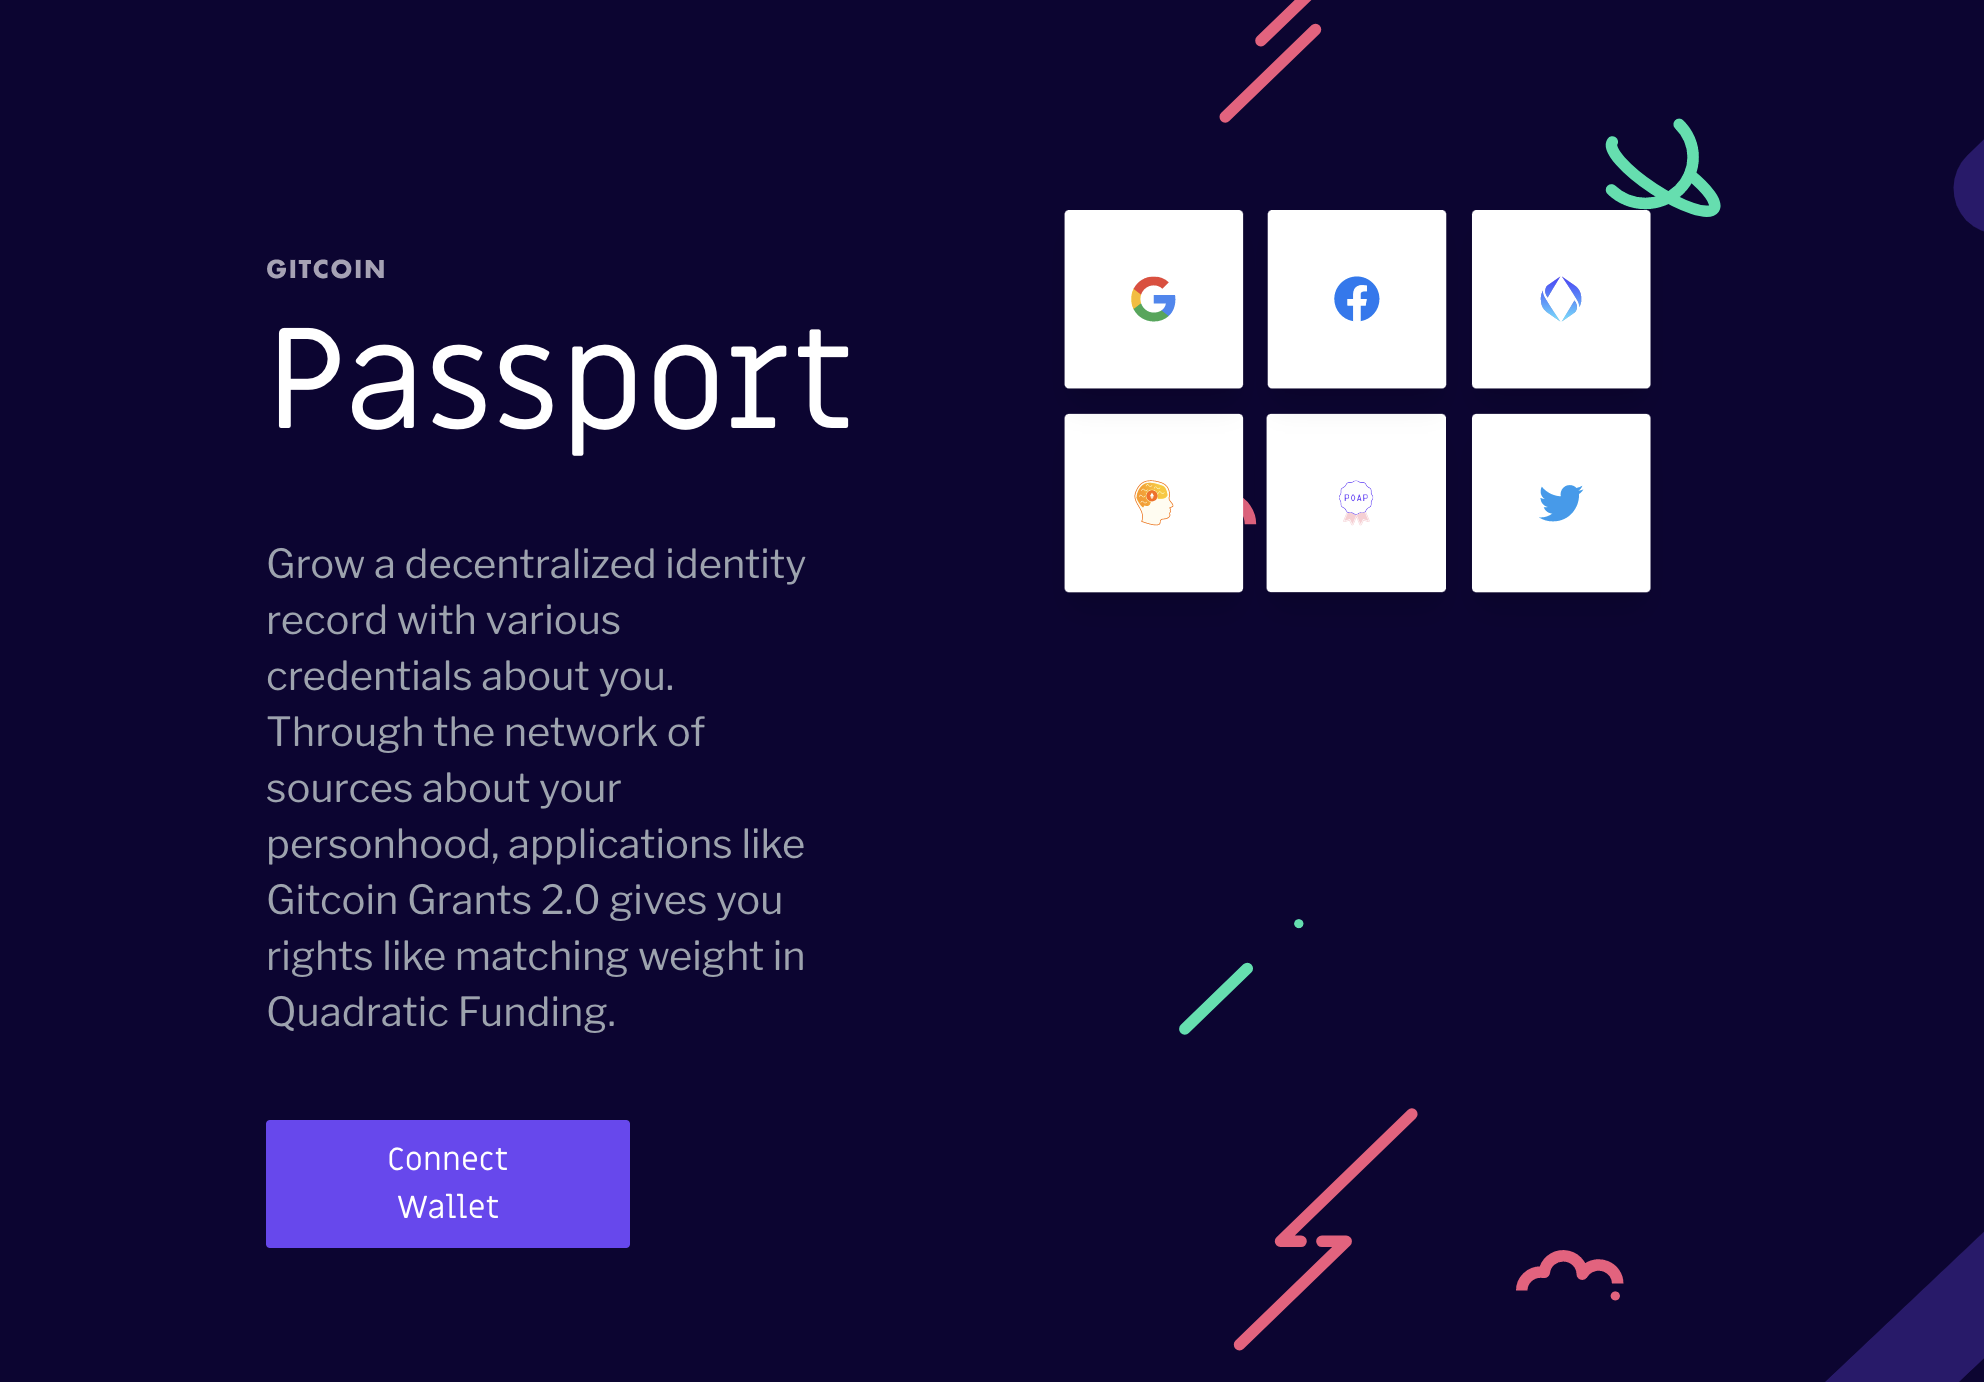 GITCOIN
Passport
Grow a decentralized identity
record with various
credentials about you.
Through the network of
sources about your
personhood, applications like
Gitcoin Grants 2.0 gives you
rights like matching weight in
Quadratic Funding.
Connect
Wallet
POAP